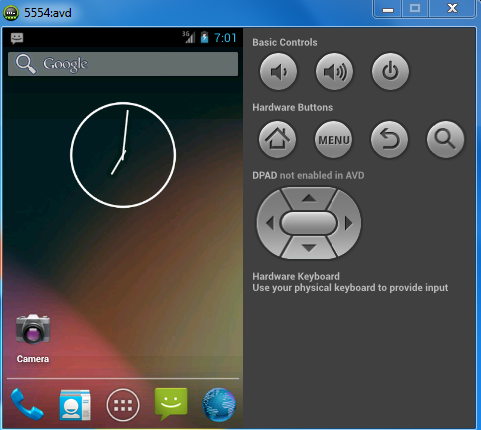 5554:avd
3G
7:01
Google
Camera
Basic Controls
Hardware Buttons
MENU
DPAD not enabled in AVD
Hardware Keyboard
Use your physical keyboard to provide input